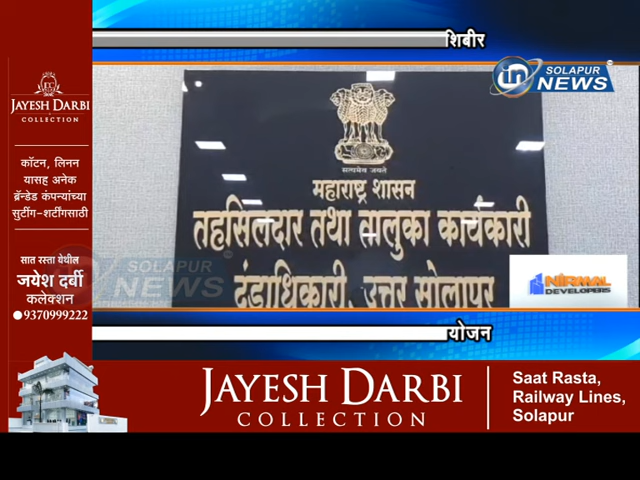 शिबीर
in SOLAPUR NEWS
JAYESH DARBI
COLLECTION
कॉटन, लिनन
यासह अनेक
ब्रॅन्डेड कंपन्यांच्या
सुटींग-शर्टींगसाठी
सात रस्ता येथील
जयेश दर्बी
कलेक्शन
9370999222
सत्यमेव जयते
महाराष्ट्र शासन
तहसिलदार तथा तालुका कार्यकारी
दंडाधिकारी, उत्तर सोलापूर
SOLAPUR
NEWS
NIRMAL
DEVELOPERS
योजन
JAYESH DARBI
COLLECTION
Saat Rasta,
Railway Lines,
Solapur